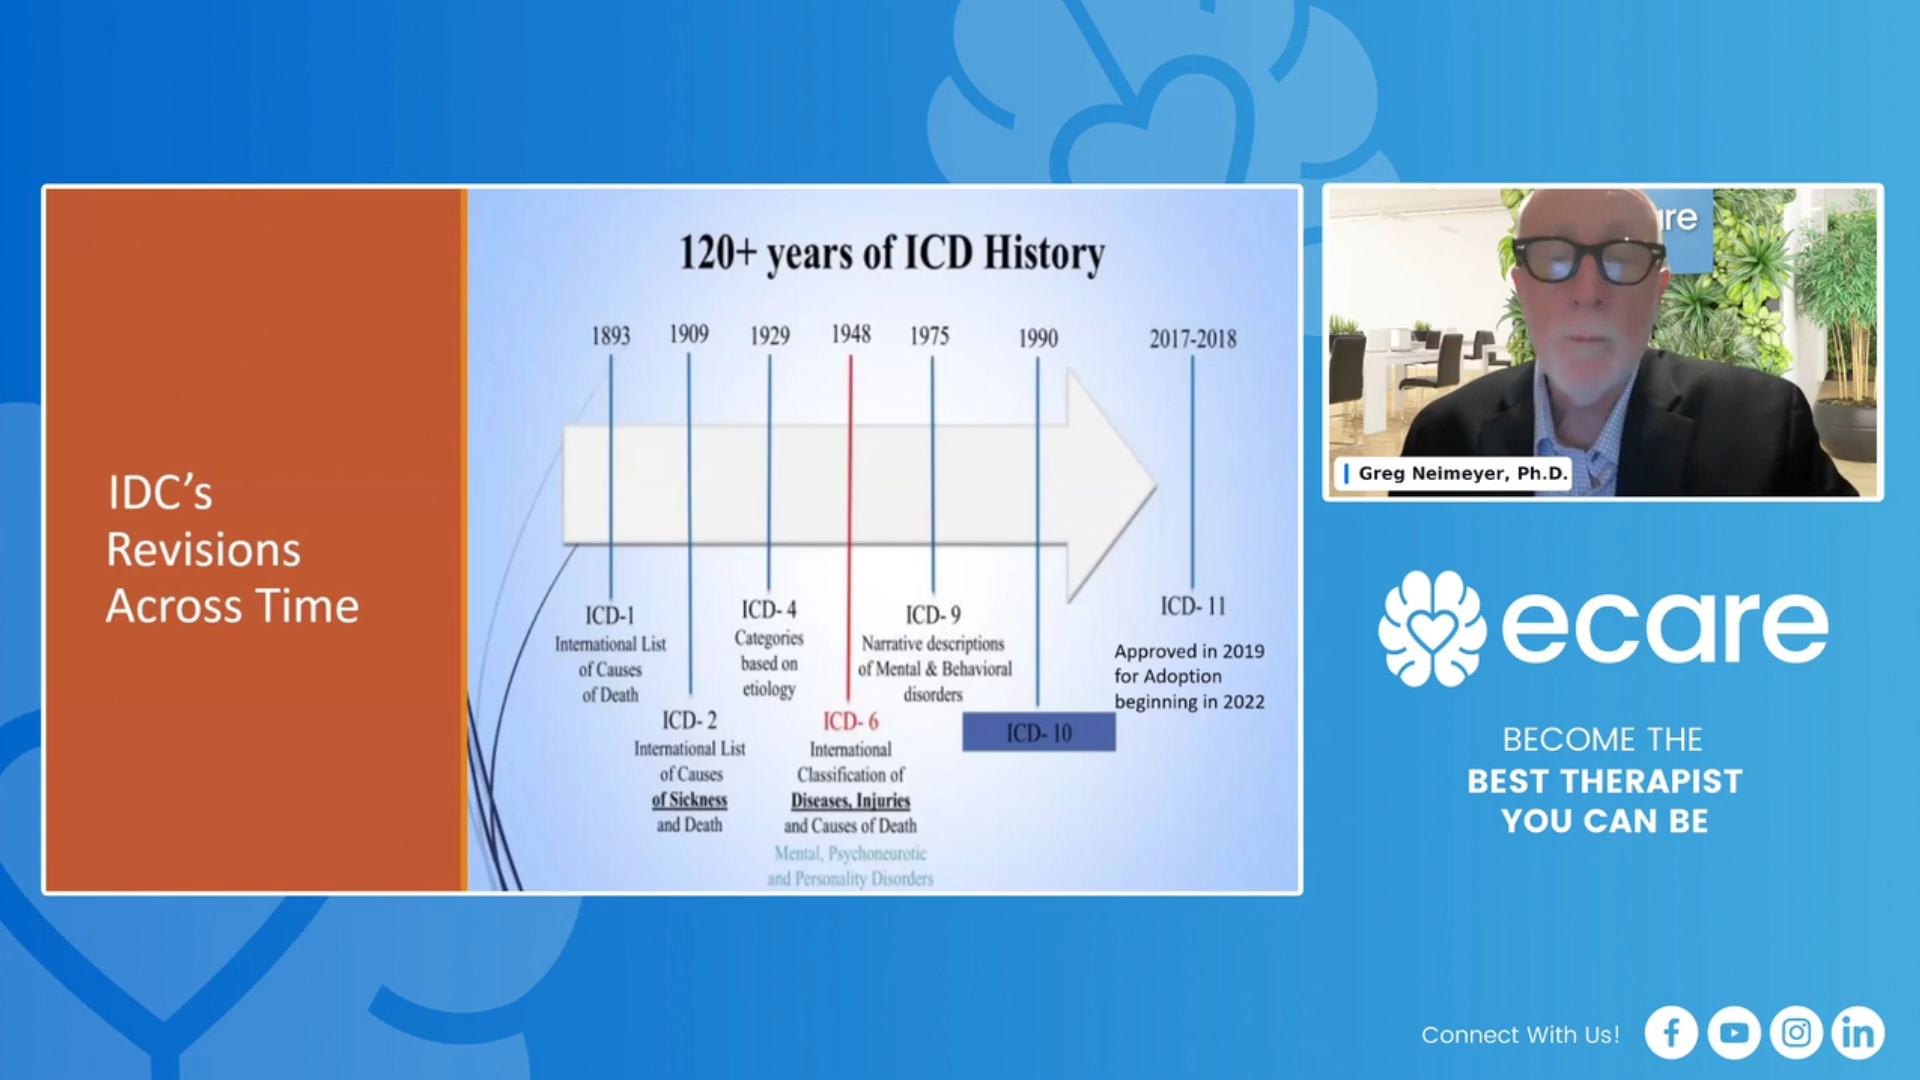 IDC's
Revisions
Across Time
120+ years of ICD History
1893
1909
1929
1948
1975
1990
2017-2018
ICD-1
International List
of Causes
of Death
ICD- 2
International List
of Causes
of Sickness
and Death
ICD- 4
Categories
based on
etiology
ICD- 6
International
Classification of
Diseases, Injuries
and Causes of Death
Mental, Psychoneurotic
and Personality Disorders
ICD- 9
Narrative descriptions
of Mental & Behavioral
disorders
ICD- 10
ICD- 11
Approved in 2019
for Adoption
beginning in 2022
are
Greg Neimeyer, Ph.D.
ecare
BECOME THE
BEST THERAPIST
YOU CAN BE
Connect With Us!
f
in